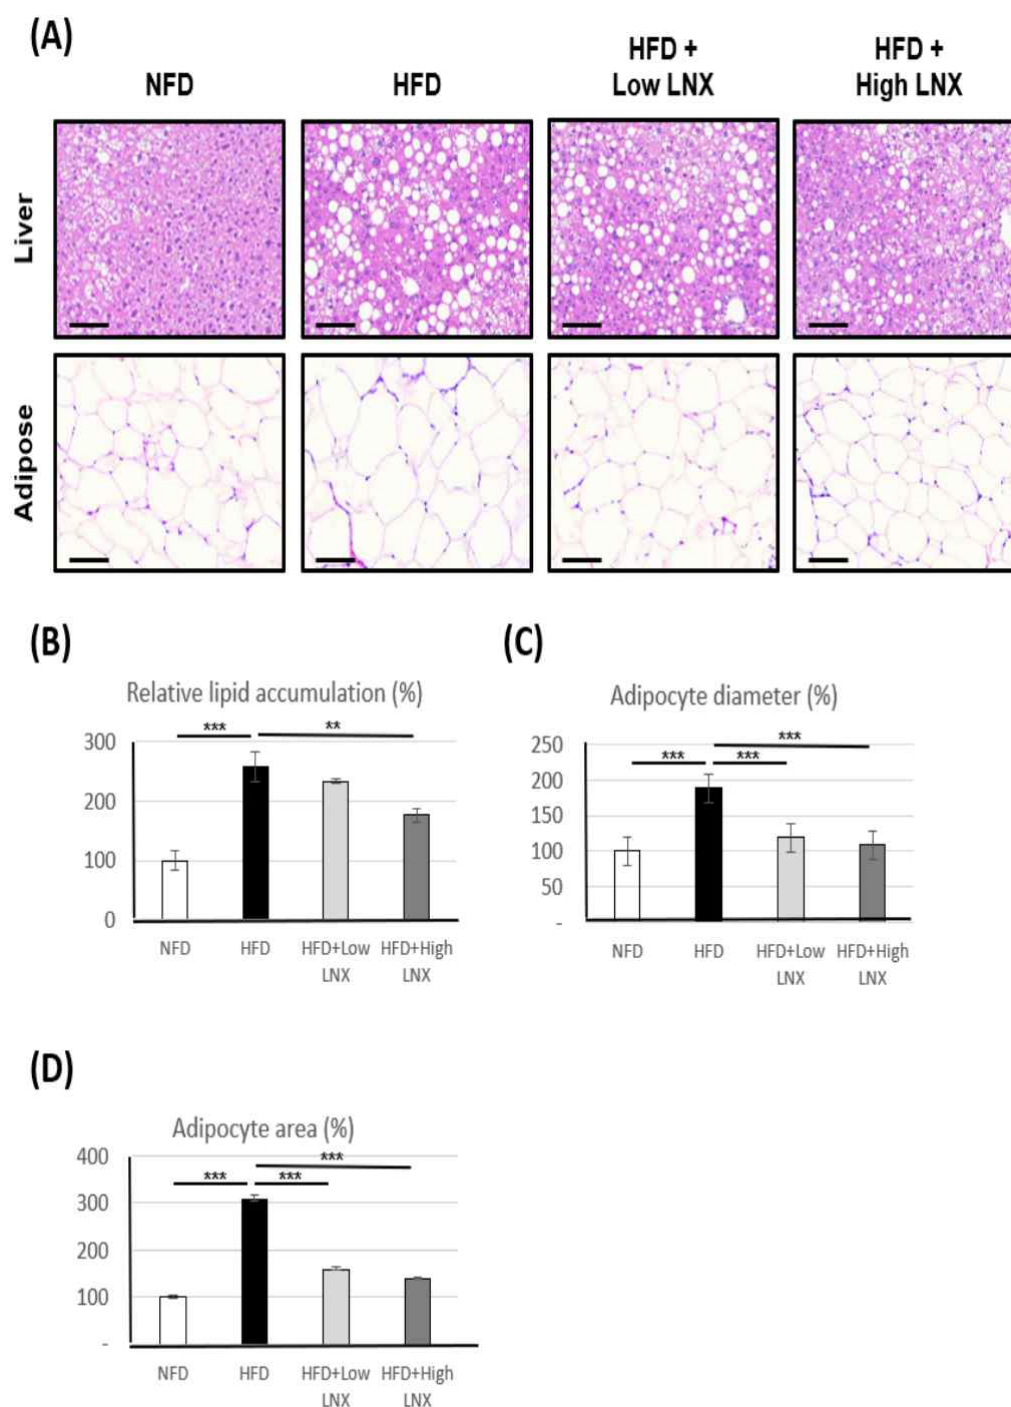 (A)
NFD
HFD
HFD +
Low LNX
HFD +
High LNX
Liver
Adipose
(B)
Relative lipid accumulation (%)
***
**
300
200
100
0
NFD
HFD
HFD+Low
LNX
HFD+High
LNX
(C)
Adipocyte diameter (%)
***
***
***
250
200
150
100
50
-
NFD
HFD
HFD+Low
LNX
HFD+High
LNX
(D)
Adipocyte area (%)
***
***
***
400
300
200
100
-
NFD
HFD
HFD+Low
LNX
HFD+High
LNX